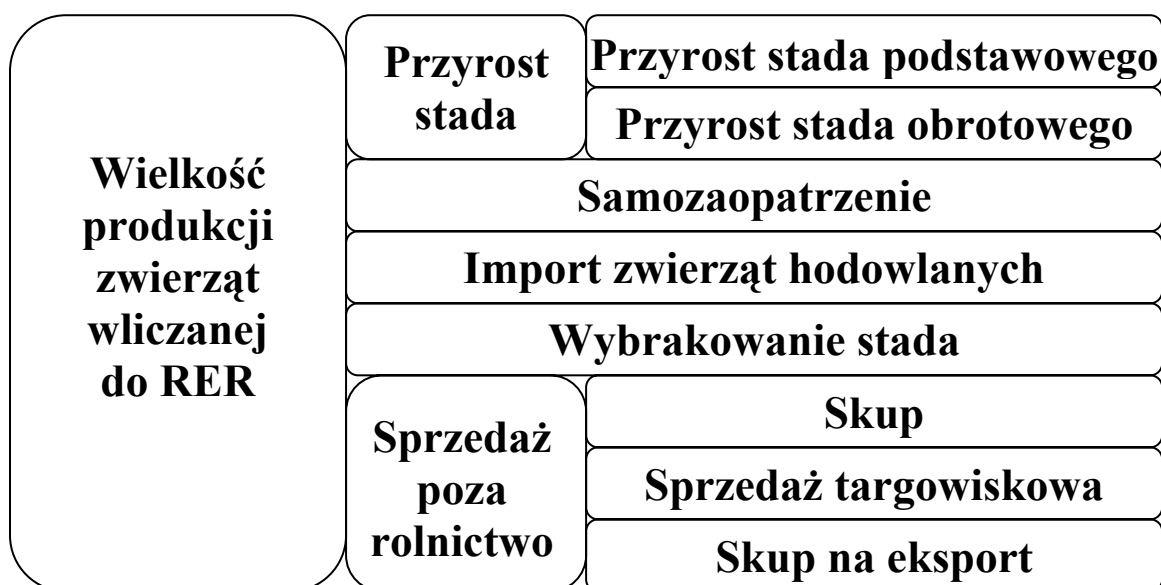 Wielkość
produkcji
zwierząt
wliczanej
do RER
Przyrost
stada
Przyrost stada podstawowego
Przyrost stada obrotowego
Samozaopatrzenie
Import zwierząt hodowlanych
Wybrakowanie stada
Sprzedaż
poza
rolnictwo
Skup
Sprzedaż targowiskowa
Skup na eksport